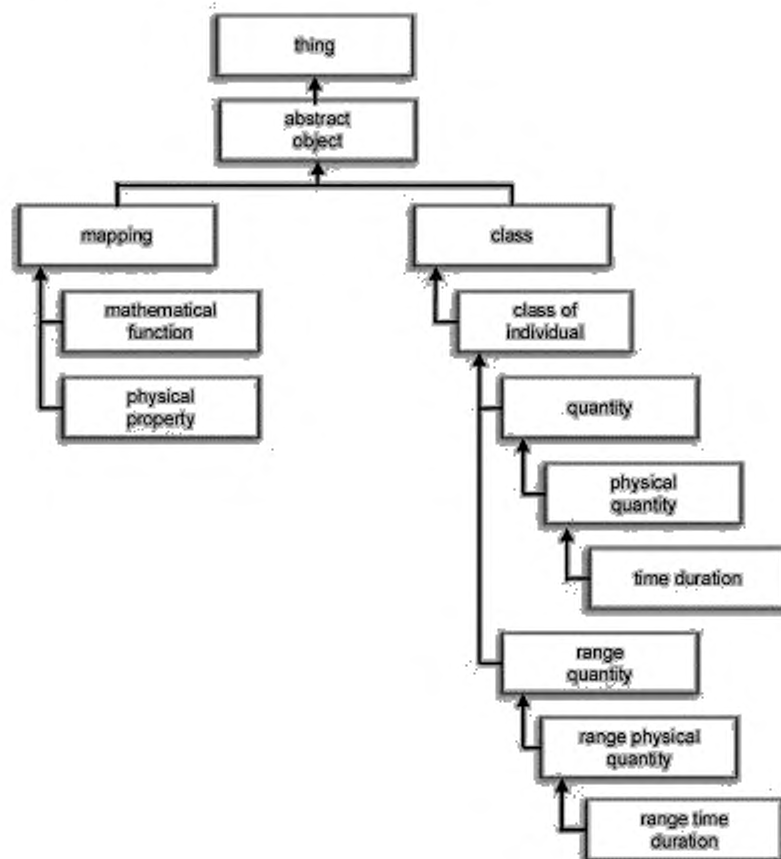 thing
abstract
object
mapping
class
mathematical
function
class of
individual
physical
property
quantity
physical
quantity
time duration
range
quantity
range physical
quantity
range time
duration